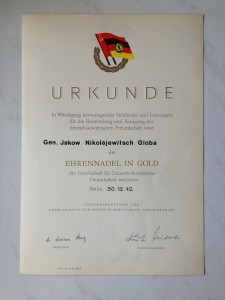 URKUNDE
In Würdigung hervorragender Verdienste und Leistungen
für die Entwicklung und Festigung der
deutsch-sowjetischen Freundschaft wird
Gen. Jakow Nikolajewitsch Globa
die
EHRENNADEL IN GOLD
der Gesellschaft für Deutsch-Sowjetische
Freundschaft verliehen
Berlin, 30.12.72
ZENTRALVORSTAND DER
GESELLSCHAFT FÜR DEUTSCH-SOWJETISCHE FREUNDSCHAFT